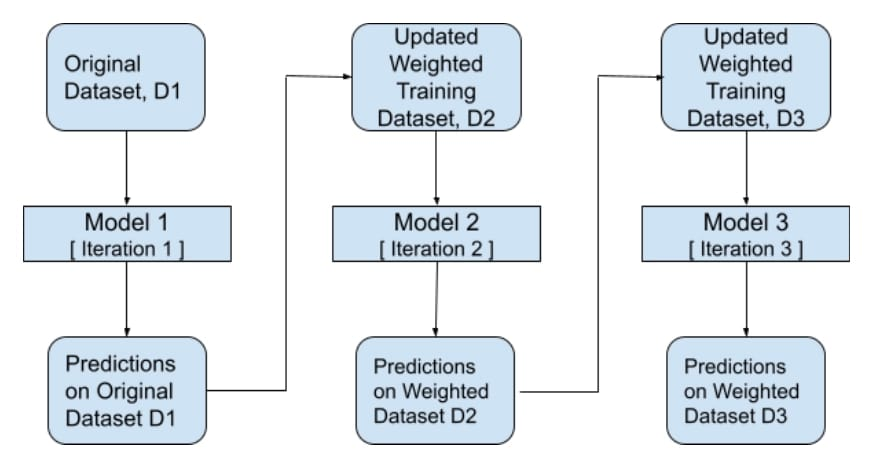 Original
Dataset, D1
Model 1
[ Iteration 1 ]
Predictions
on Original
Dataset D1
Updated
Weighted
Training
Dataset, D2
Model 2
[ Iteration 2 ]
Predictions
on Weighted
Dataset D2
Updated
Weighted
Training
Dataset, D3
Model 3
[ Iteration 3 ]
Predictions
on Weighted
Dataset D3